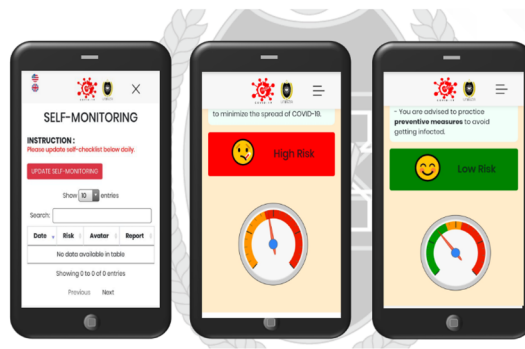 SELF-MONITORING
INSTRUCTION :
Please update self-checklist below daily.
UPDATE SELF-MONITORING
Show 10 entries
Search:
Date Risk Avatar Report
No data available in table
Showing 0 to 0 of 0 entries
Previous Next
to minimize the spread of COVID-19.
High Risk
- You are advised to practice
preventive measures to avoid
getting infected.
Low Risk